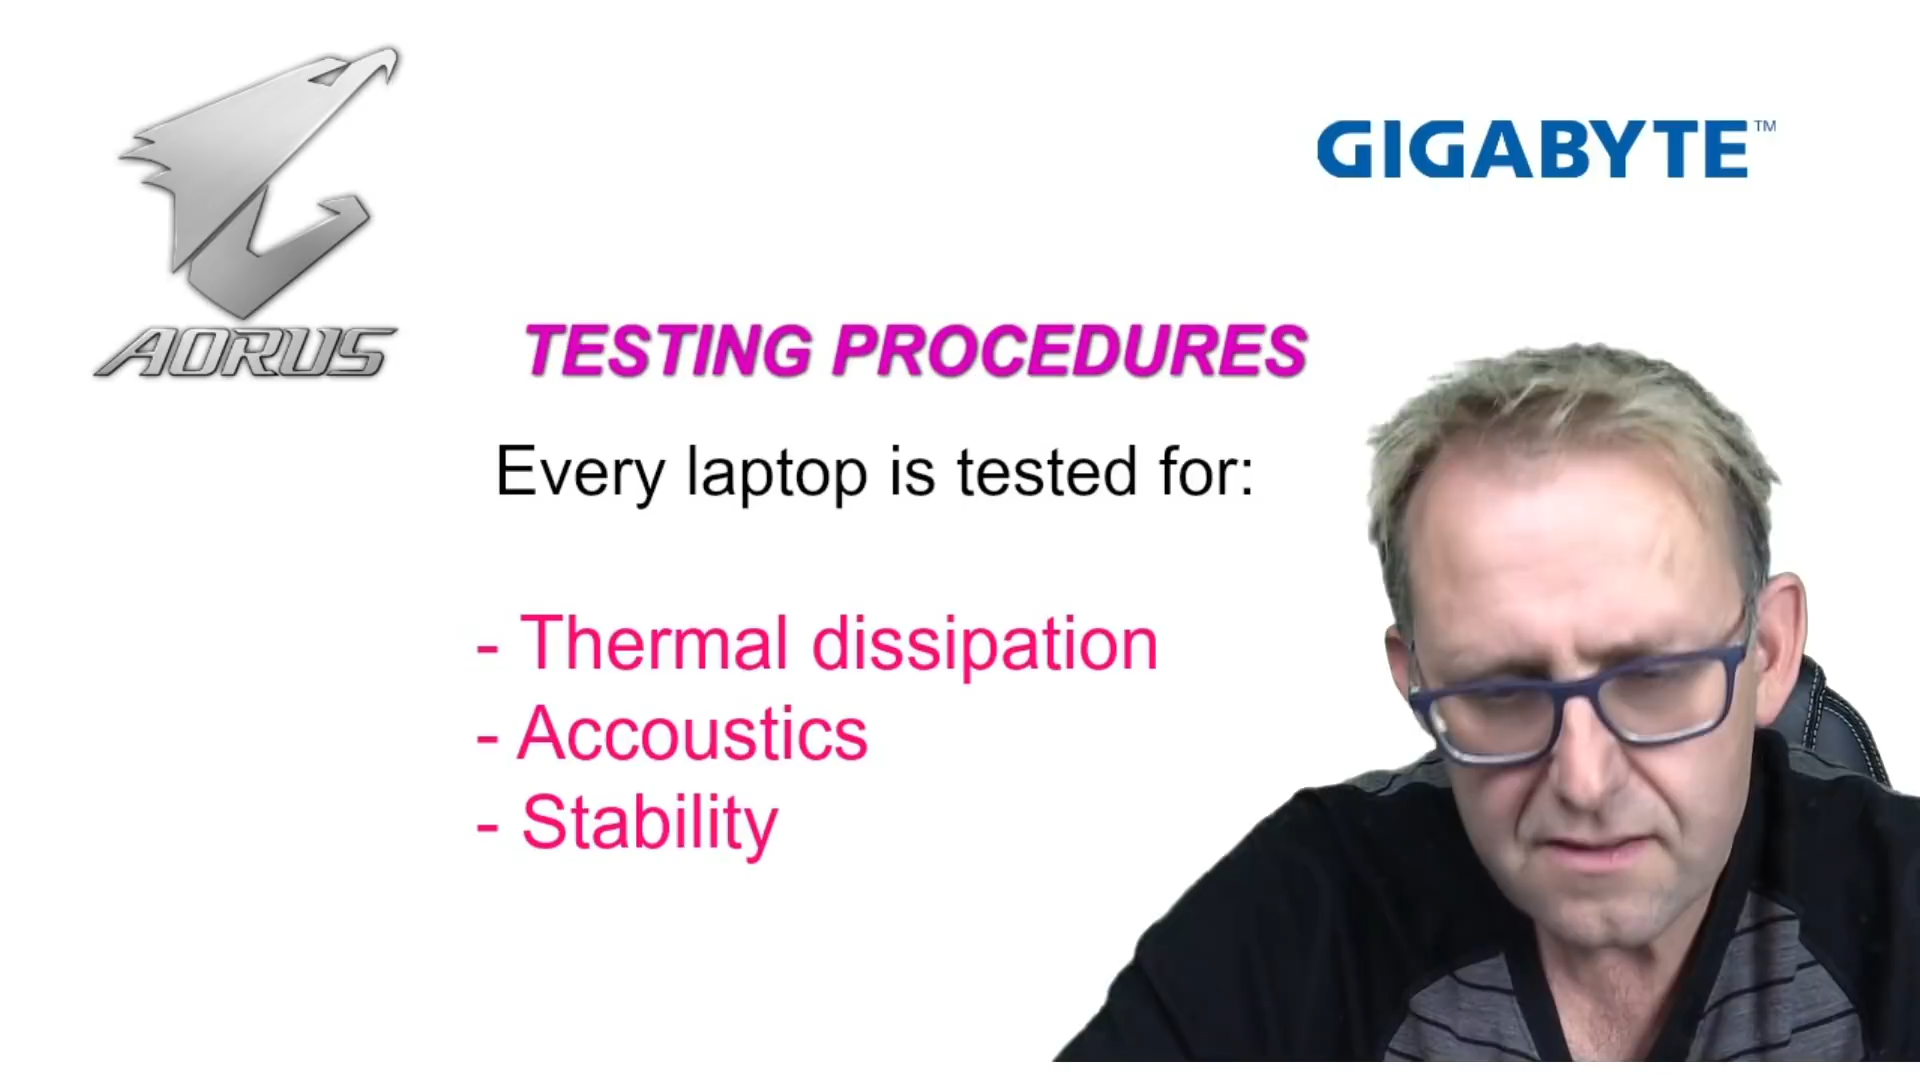 AORUS
GIGABYTE™
TESTING PROCEDURES
Every laptop is tested for:
- Thermal dissipation
- Accoustics
- Stability